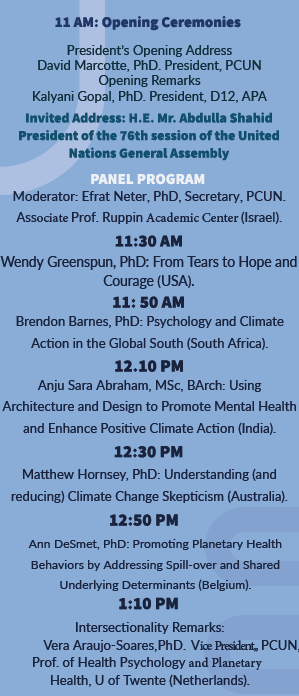 11 AM: Opening Ceremonies
President's Opening Address
David Marcotte, PhD. President, PCUN
Opening Remarks
Kalyani Gopal, PhD. President, D12, APA
Invited Address: H.E. Mr. Abdulla Shahid
President of the 76th session of the United
Nations General Assembly
PANEL PROGRAM
Moderator: Efrat Neter, PhD, Secretary, PCUN.
Associate Prof. Ruppin Academic Center (Israel).
11:30 AM
Wendy Greenspun, PhD: From Tears to Hope and
Courage (USA).
11: 50 AM
Brendon Barnes, PhD: Psychology and Climate
Action in the Global South (South Africa).
12.10 PM
Anju Sara Abraham, MSc, BArch: Using
Architecture and Design to Promote Mental Health
and Enhance Positive Climate Action (India).
12:30 PM
Matthew Hornsey, PhD: Understanding (and
reducing) Climate Change Skepticism (Australia).
12:50 PM
Ann DeSmet, PhD: Promoting Planetary Health
Behaviors by Addressing Spill-over and Shared
Underlying Determinants (Belgium).
1:10 PM
Intersectionality Remarks:
Vera Araujo-Soares,PhD. Vice President,, PCUN,
Prof. of Health Psychology and Planetary
Health, U of Twente (Netherlands).